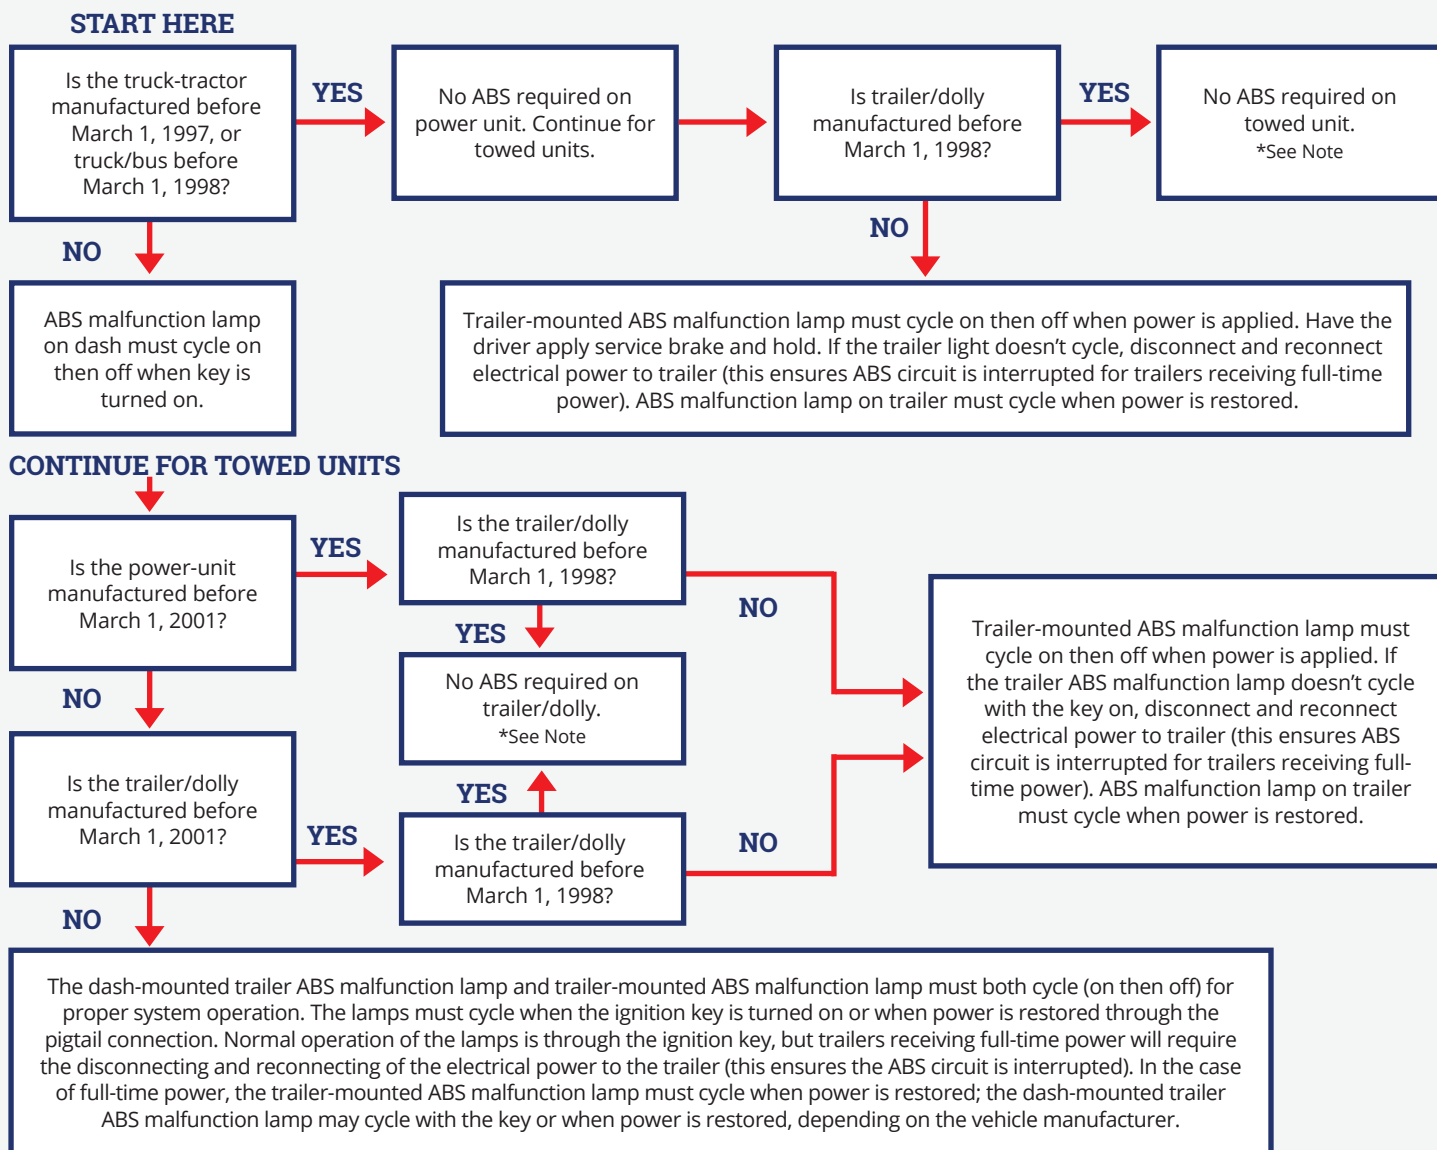 START HERE
Is the truck-tractor
manufactured before
March 1, 1997, or
truck/bus before
March 1, 1998?
YES
No ABS required on
power unit. Continue for
towed units.
Is trailer/dolly
manufactured before
March 1, 1998?
YES
No ABS required on
towed unit.
*See Note
NO
NO
ABS malfunction lamp
on dash must cycle on
then off when key is
turned on.
Trailer-mounted ABS malfunction lamp must cycle on then off when power is applied. Have the
driver apply service brake and hold. If the trailer light doesn’t cycle, disconnect and reconnect
electrical power to trailer (this ensures ABS circuit is interrupted for trailers receiving full-time
power). ABS malfunction lamp on trailer must cycle when power is restored.
CONTINUE FOR TOWED UNITS
Is the power-unit
manufactured before
March 1, 2001?
YES
Is the trailer/dolly
manufactured before
March 1, 1998?
NO
YES
No ABS required on
trailer/dolly.
*See Note
NO
Is the trailer/dolly
manufactured before
March 1, 2001?
YES
YES
Is the trailer/dolly
manufactured before
March 1, 1998?
NO
Trailer-mounted ABS malfunction lamp must
cycle on then off when power is applied. If
the trailer ABS malfunction lamp doesn’t cycle
with the key on, disconnect and reconnect
electrical power to trailer (this ensures ABS
circuit is interrupted for trailers receiving full-
time power). ABS malfunction lamp on trailer
must cycle when power is restored.
NO
The dash-mounted trailer ABS malfunction lamp and trailer-mounted ABS malfunction lamp must both cycle (on then off) for
proper system operation. The lamps must cycle when the ignition key is turned on or when power is restored through the
pigtail connection. Normal operation of the lamps is through the ignition key, but trailers receiving full-time power will require
the disconnecting and reconnecting of the electrical power to the trailer (this ensures the ABS circuit is interrupted). In the case
of full-time power, the trailer-mounted ABS malfunction lamp must cycle when power is restored; the dash-mounted trailer
ABS malfunction lamp may cycle with the key or when power is restored, depending on the vehicle manufacturer.